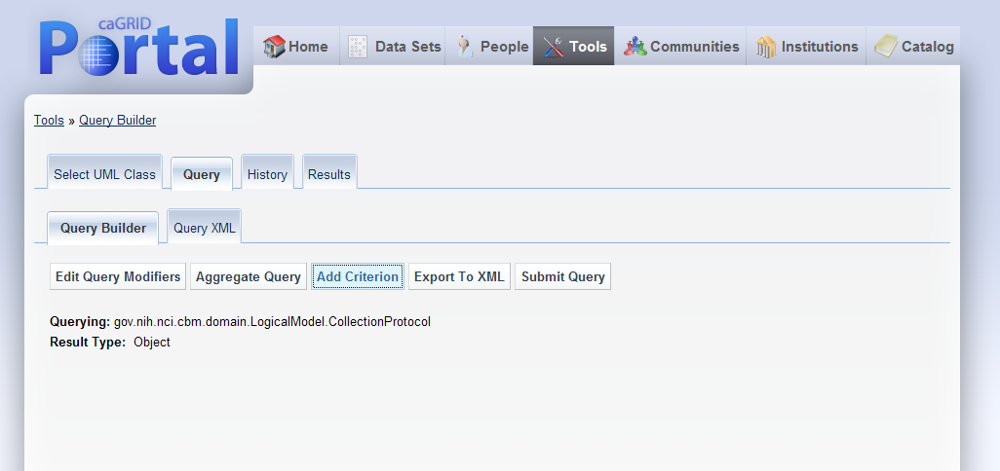 caGRID
Portal
Home Data Sets People Tools Communities Institutions Catalog
Tools » Query Builder
Select UML Class Query History Results
Query Builder Query XML
Edit Query Modifiers Aggregate Query Add Criterion Export To XML Submit Query
Querying: gov.nih.nci.cbm.domain.LogicalModel.CollectionProtocol
Result Type: Object